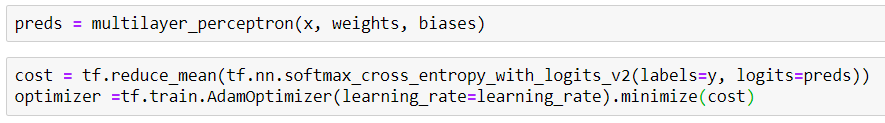 preds = multilayer_perceptron(x, weights, biases)
cost = tf.reduce_mean(tf.nn.softmax_cross_entropy_with_logits_v2(labels=y, logits=preds))
optimizer =tf.train.AdamOptimizer(learning_rate=learning_rate).minimize(cost)